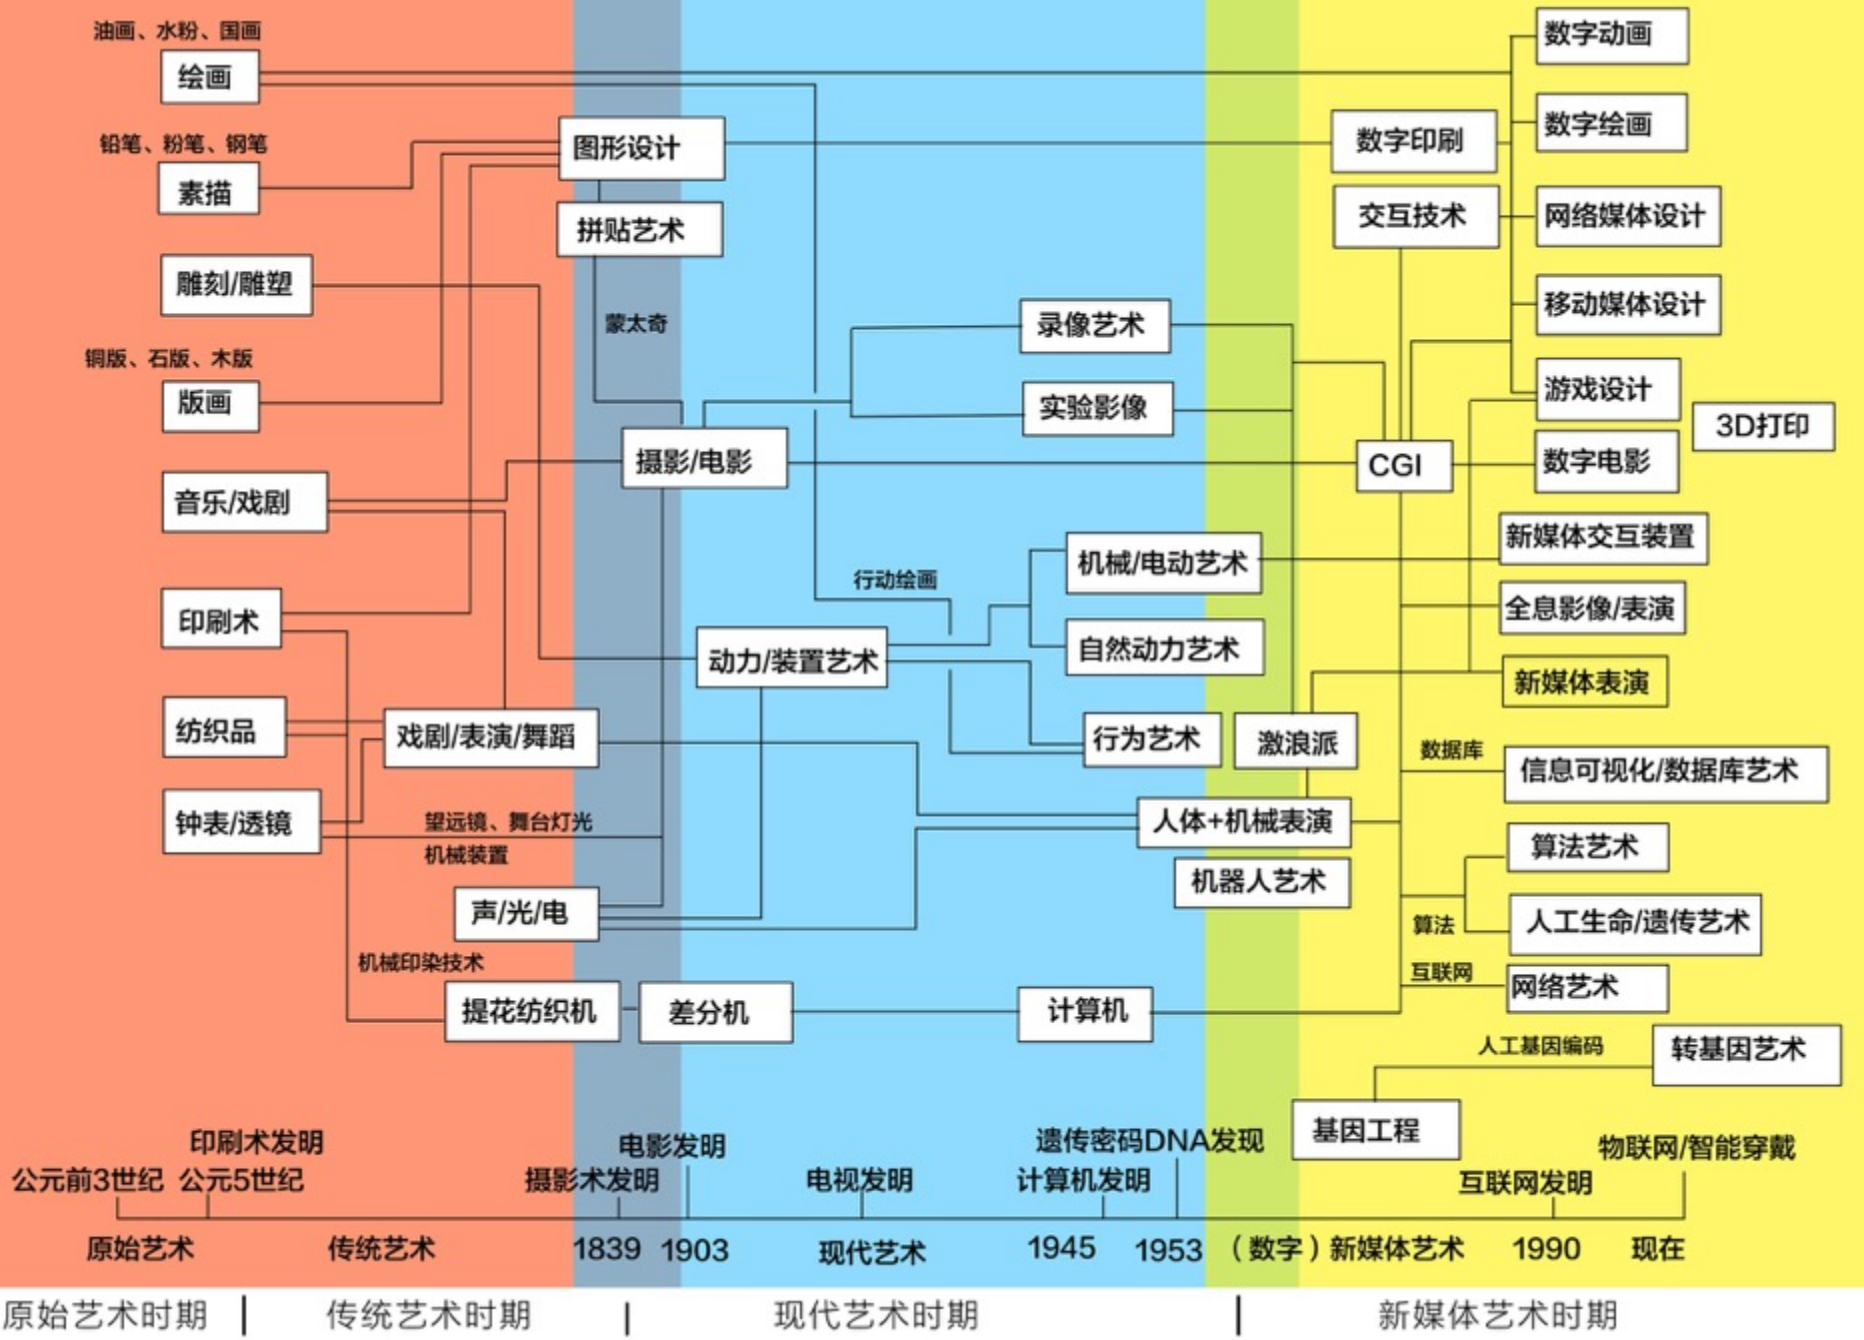 油画、水粉、国画
绘画
铅笔、粉笔、钢笔
素描
雕刻/雕塑
铜版、石版、木版
版画
音乐/戏剧
印刷术
纺织品
钟表/透镜
图形设计
拼贴艺术
蒙太奇
摄影/电影
戏剧/表演/舞蹈
望远镜、舞台灯光
机械装置
声/光/电
机械印染技术
提花纺织机
差分机
动力/装置艺术
行动绘画
录像艺术
实验影像
机械/电动艺术
自然动力艺术
行为艺术
激浪派
人体+机械表演
机器人艺术
计算机
数字印刷
交互技术
CGI
数字动画
数字绘画
网络媒体设计
移动媒体设计
游戏设计
3D打印
数字电影
新媒体交互装置
全息影像/表演
新媒体表演
数据库
信息可视化/数据库艺术
算法艺术
算法
人工生命/遗传艺术
互联网
网络艺术
人工基因编码
转基因艺术
基因工程
印刷术发明
公元前3世纪
公元5世纪
摄影术发明
电影发明
电视发明
遗传密码DNA发现
计算机发明
互联网发明
物联网/智能穿戴
原始艺术
传统艺术
1839
1903
现代艺术
1945
1953
（数字）新媒体艺术
1990
现在
原始艺术时期
传统艺术时期
现代艺术时期
新媒体艺术时期